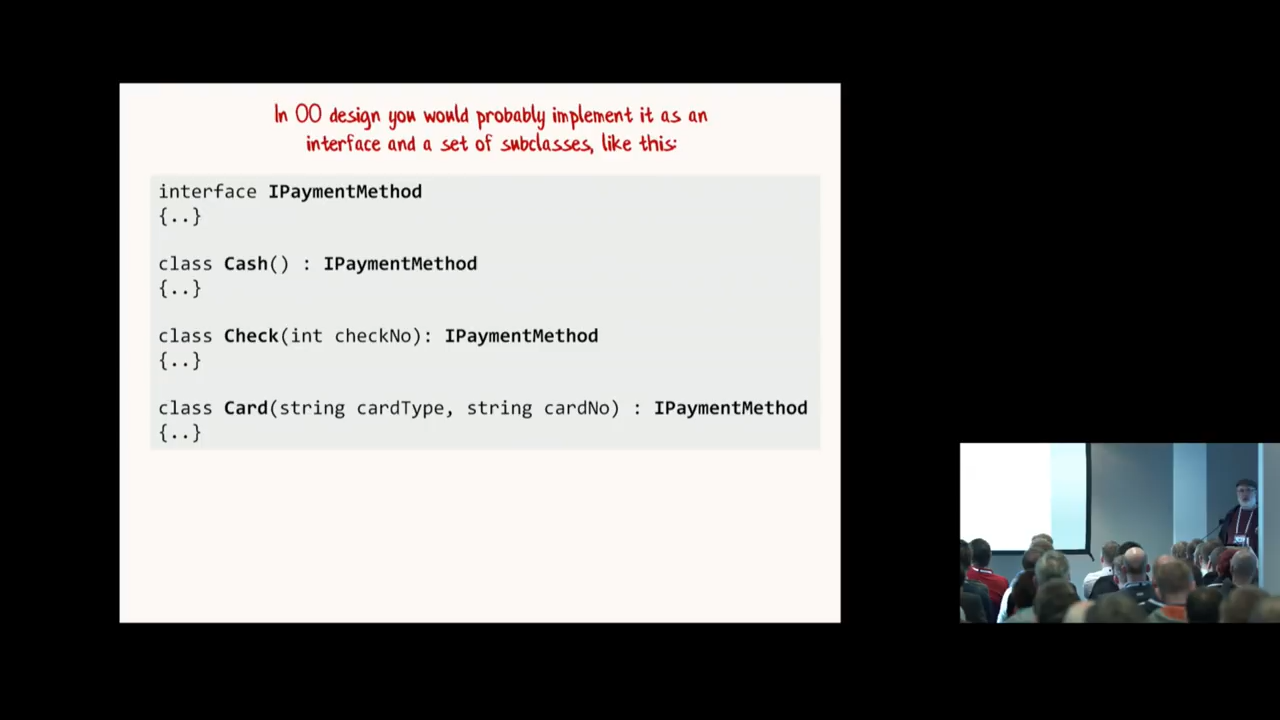 In OO design you would probably implement it as an
interface and a set of subclasses, like this:
interface IPaymentMethod
{..}
class Cash() : IPaymentMethod
{..}
class Check(int checkNo): IPaymentMethod
{..}
class Card(string cardType, string cardNo) : IPaymentMethod
{..}